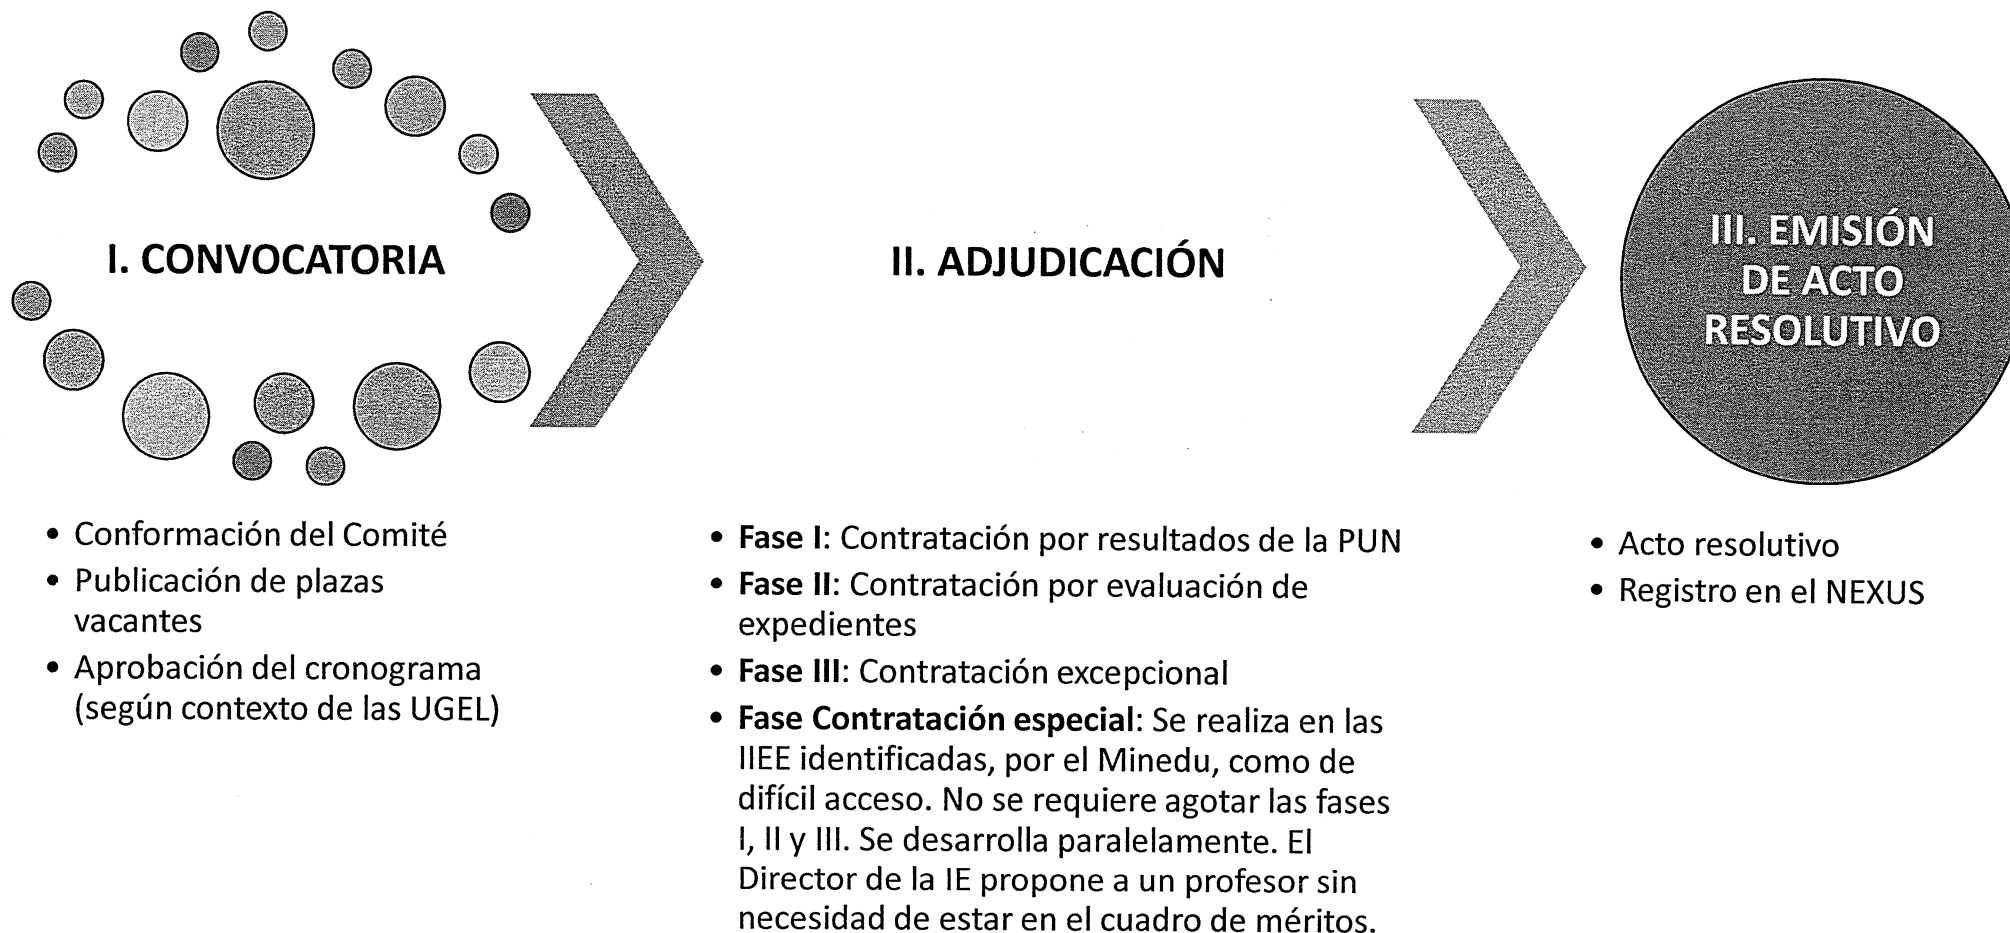 I. CONVOCATORIA
• Conformación del Comité
• Publicación de plazas
vacantes
• Aprobación del cronograma
(según contexto de las UGEL)
II. ADJUDICACIÓN
• Fase I: Contratación por resultados de la PUN
• Fase II: Contratación por evaluación de
expedientes
• Fase III: Contratación excepcional
• Fase Contratación especial: Se realiza en las
IIEE identificadas, por el Minedu, como de
difícil acceso. No se requiere agotar las fases
I, II y III. Se desarrolla paralelamente. El
Director de la IE propone a un profesor sin
necesidad de estar en el cuadro de méritos.
III. EMISIÓN
DE ACTO
RESOLUTIVO
• Acto resolutivo
• Registro en el NEXUS